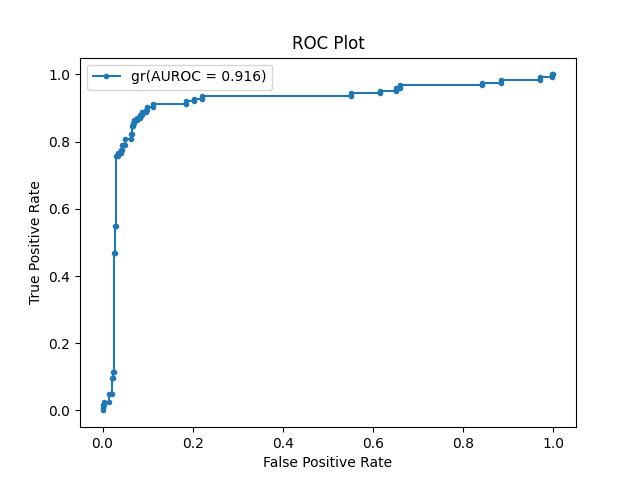 ROC Plot
gr(AUROC = 0.916)
1.0
0.8
0.6
0.4
0.2
0.0
True Positive Rate
0.0 0.2 0.4 0.6 0.8 1.0
False Positive Rate